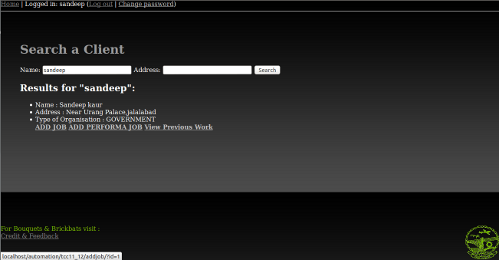 Home | Logged in: sandeep (Log out | Change password)
Search a Client
Name: sandeep Address: Search
Results for "sandeep":
Name : Sandeep kaur
Address : Near Urang Palace jalalabad
Type of Organisation : GOVERNMENT
ADD JOB ADD PERFORMA JOB View Previous Work
For Bouquets & Brickbats visit :
Credit & Feedback
localhost/automation/tcc11_12/addjob/?id=1